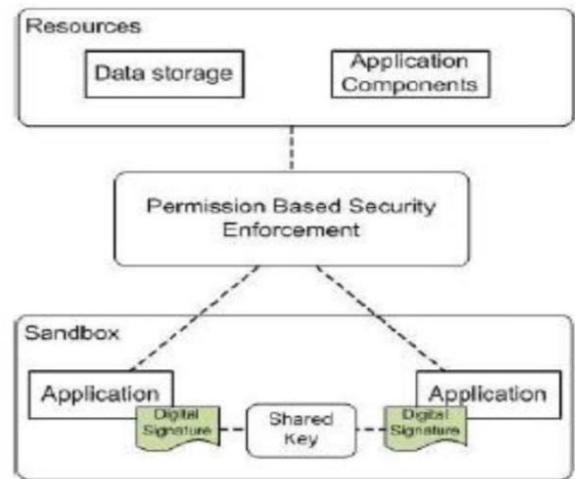 Resources
Data storage
Application
Components
Permission Based Security
Enforcement
Sandbox
Application
Digital
Signature
Shared
Key
Application
Digital
Signature